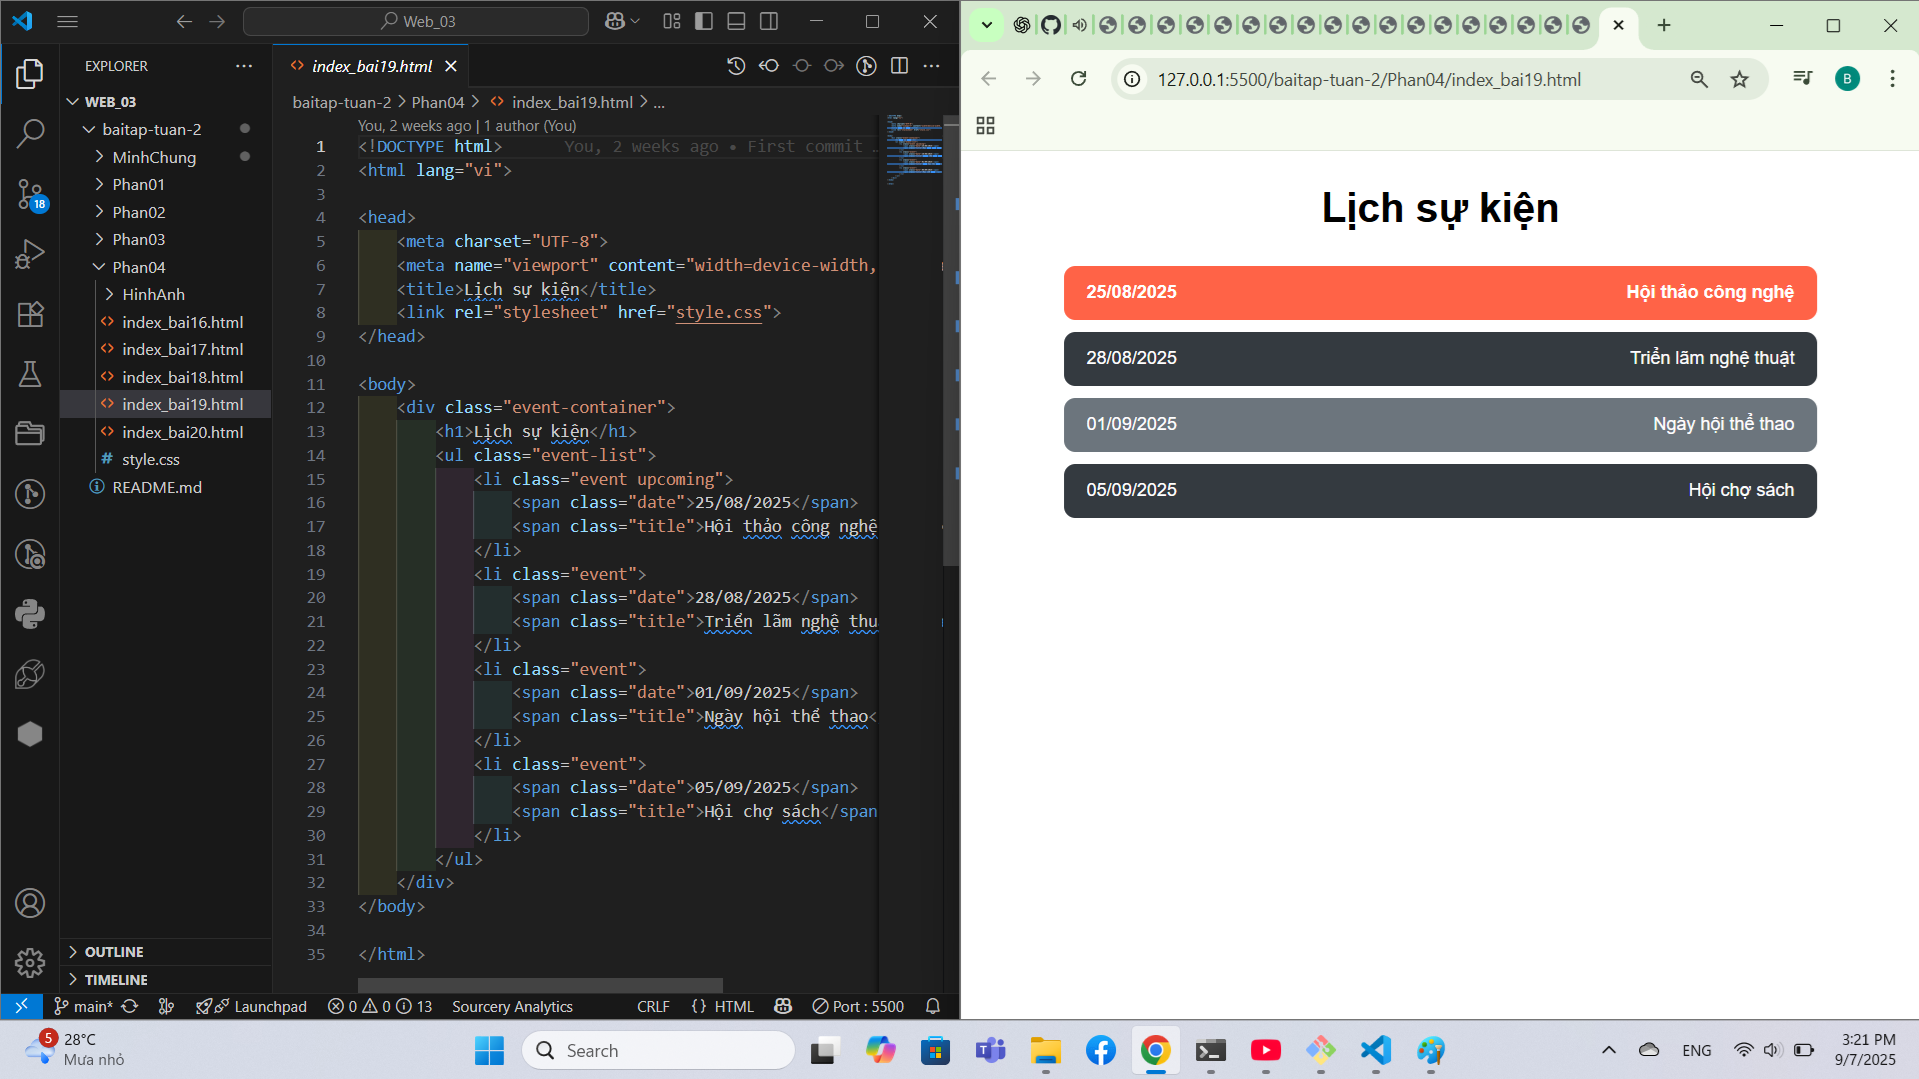 Web_03
EXPLORER
WEB_03
baitap-tuan-2
MinhChung
Phan01
Phan02
Phan03
Phan04
HinhAnh
index_bai16.html
index_bai17.html
index_bai18.html
index_bai19.html
index_bai20.html
# style.css
README.md
OUTLINE
TIMELINE
18
index_bai19.html
baitap-tuan-2 > Phan04 > index_bai19.html > ...
You, 2 weeks ago | 1 author (You)
1 <!DOCTYPE html> You, 2 weeks ago • First commit …
2 <html lang="vi">
3
4 <head>
5 <meta charset="UTF-8">
6 <meta name="viewport" content="width=device-width,
7 <title>Lịch sự kiện</title>
8 <link rel="stylesheet" href="style.css">
9 </head>
10
11 <body>
12 <div class="event-container">
13 <h1>Lịch sự kiện</h1>
14 <ul class="event-list">
15 <li class="event upcoming">
16 <span class="date">25/08/2025</span>
17 <span class="title">Hội thảo công nghệ
18 </li>
19 <li class="event">
20 <span class="date">28/08/2025</span>
21 <span class="title">Triển lãm nghệ thu
22 </li>
23 <li class="event">
24 <span class="date">01/09/2025</span>
25 <span class="title">Ngày hội thể thao<
26 </li>
27 <li class="event">
28 <span class="date">05/09/2025</span>
29 <span class="title">Hội chợ sách</span
30 </li>
31 </ul>
32 </div>
33 </body>
34
35 </html>
main* Launchpad 0 0 13 Sourcery Analytics CRLF {} HTML Port : 5500
127.0.0.1:5500/baitap-tuan-2/Phan04/index_bai19.html
B
Lịch sự kiện
25/08/2025 Hội thảo công nghệ
28/08/2025 Triển lãm nghệ thuật
01/09/2025 Ngày hội thể thao
05/09/2025 Hội chợ sách
5
28°C
Mưa nhỏ
Search
ENG
3:21 PM
9/7/2025